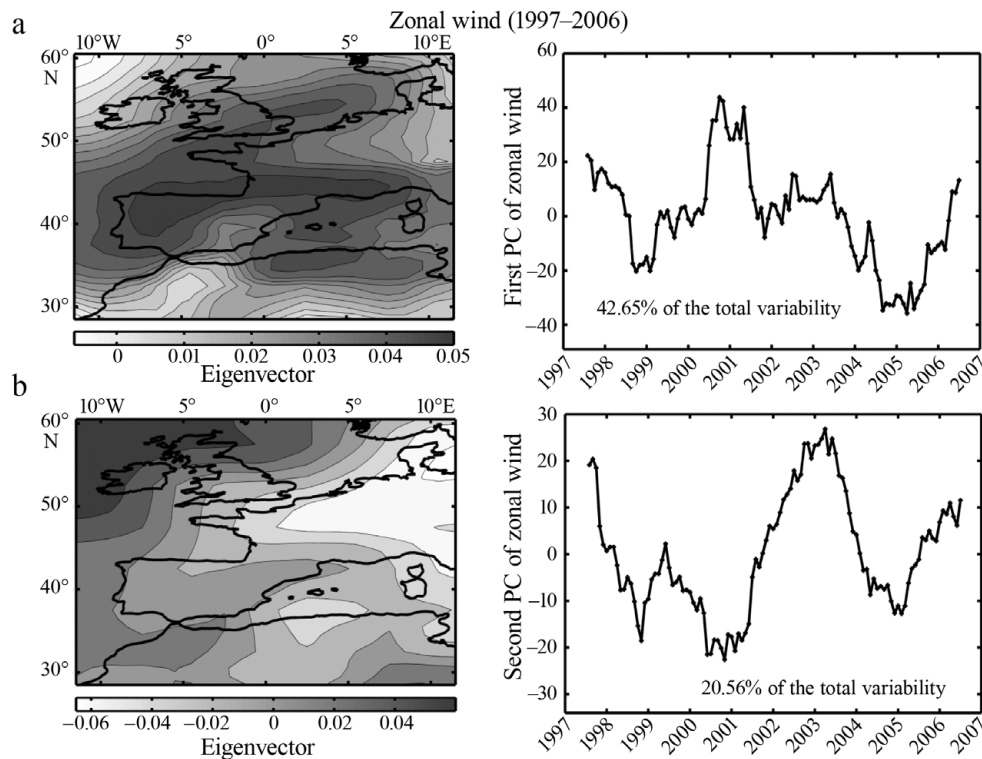 Zonal wind (1997–2006)
a
10°W 5° 0° 5° 10°E
60°
N
50°
40°
30°
0 0.01 0.02 0.03 0.04 0.05
Eigenvector
60
40
20
0
−20
−40
First PC of zonal wind
42.65% of the total variability
1997 1998 1999 2000 2001 2002 2003 2004 2005 2006 2007
b
10°W 5° 0° 5° 10°E
60°
N
50°
40°
30°
−0.06 −0.04 −0.02 0 0.02 0.04
Eigenvector
30
20
10
0
−10
−20
−30
Second PC of zonal wind
20.56% of the total variability
1997 1998 1999 2000 2001 2002 2003 2004 2005 2006 2007